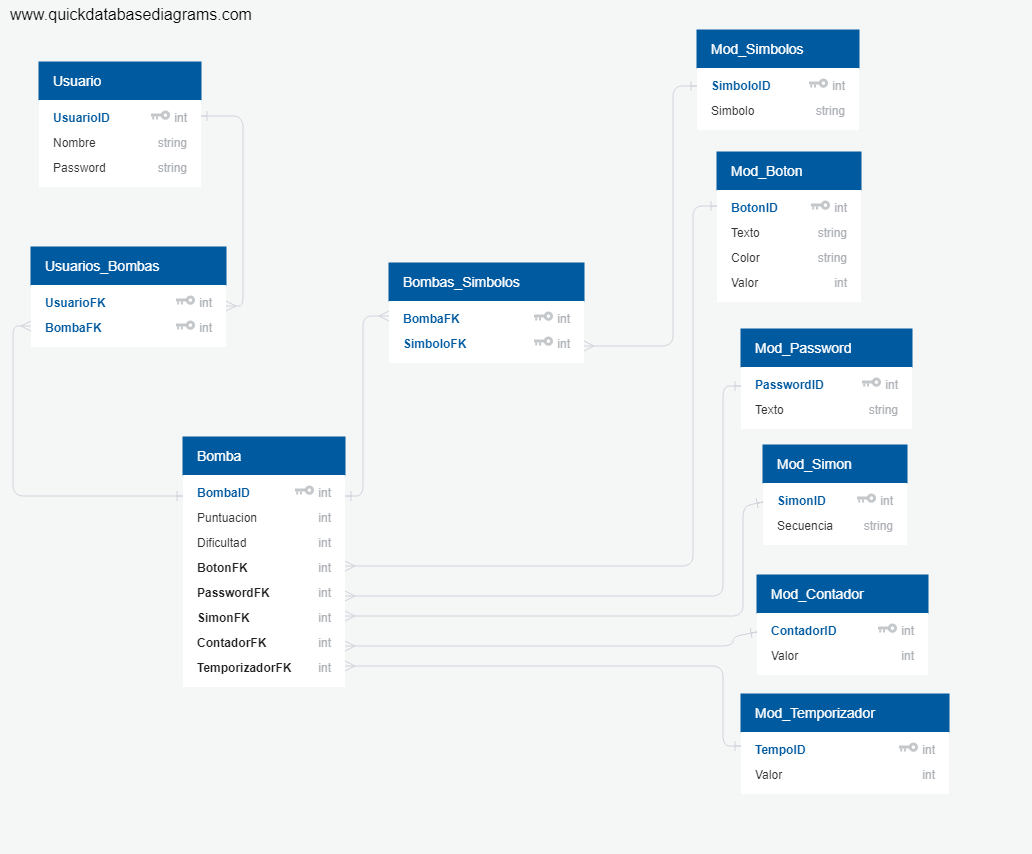 www.quickdatabasediagrams.com
Usuario
UsuarioID int
Nombre string
Password string
Usuarios_Bombas
UsuarioFK int
BombaFK int
Bomba
BombaID int
Puntuacion int
Dificultad int
BotonFK int
PasswordFK int
SimonFK int
ContadorFK int
TemporizadorFK int
Bombas_Simbolos
BombaFK int
SimboloFK int
Mod_Simbolos
SimboloID int
Simbolo string
Mod_Boton
BotonID int
Texto string
Color string
Valor int
Mod_Password
PasswordID int
Texto string
Mod_Simon
SimonID int
Secuencia string
Mod_Contador
ContadorID int
Valor int
Mod_Temporizador
TempoID int
Valor int